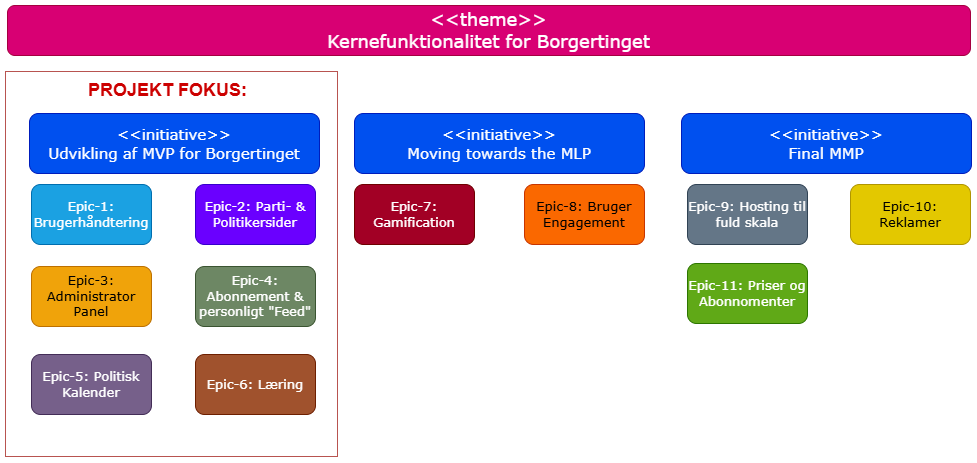 <<theme>>
Kernefunktionalitet for Borgertinget
PROJEKT FOKUS:
<<initiative>>
Udvikling af MVP for Borgertinget
Epic-1:
Brugerhåndtering
Epic-2: Parti- &
Politikersider
Epic-3:
Administrator
Panel
Epic-4:
Abonnement &
personligt "Feed"
Epic-5: Politisk
Kalender
Epic-6: Læring
<<initiative>>
Moving towards the MLP
Epic-7:
Gamification
Epic-8: Bruger
Engagement
<<initiative>>
Final MMP
Epic-9: Hosting til
fuld skala
Epic-10:
Reklamer
Epic-11: Priser og
Abonnomenter